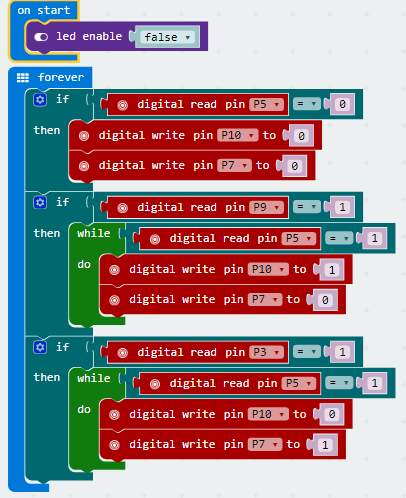 on start
led enable false
forever
if digital read pin P5 = 0
then digital write pin P10 to 0
digital write pin P7 to 0
if digital read pin P9 = 1
then while digital read pin P5 = 1
do digital write pin P10 to 1
digital write pin P7 to 0
if digital read pin P3 = 1
then while digital read pin P5 = 1
do digital write pin P10 to 0
digital write pin P7 to 1